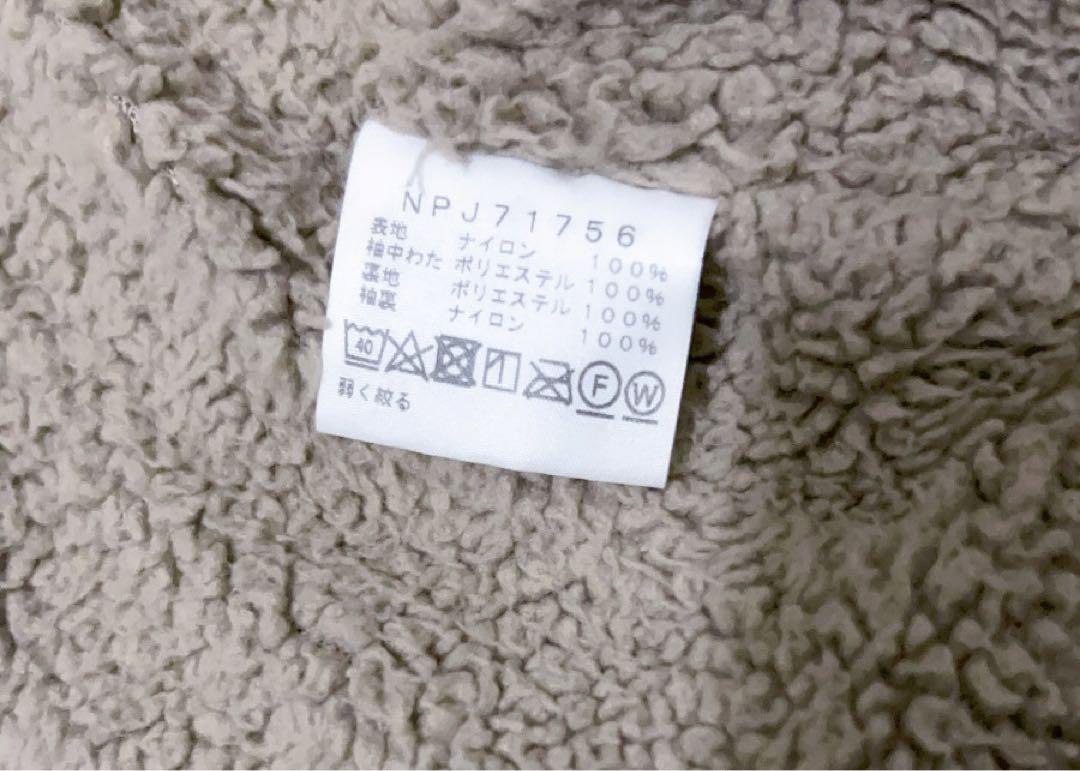 NPJ71756
表地 ナイロン 100%
袖中わた ポリエステル 100%
裏地 ポリエステル 100%
袖裏 ナイロン 100%
40 F W
弱く絞る